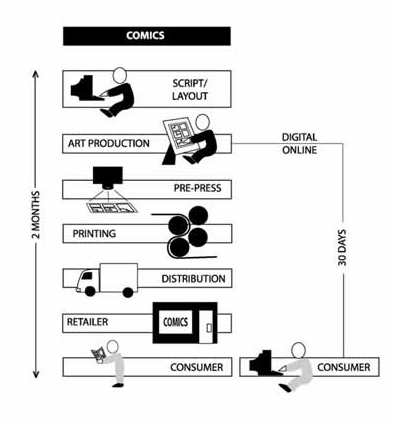 COMICS
SCRIPT/
LAYOUT
ART PRODUCTION
DIGITAL
ONLINE
PRE-PRESS
2 MONTHS
PRINTING
30 DAYS
DISTRIBUTION
RETAILER
COMICS
CONSUMER
CONSUMER